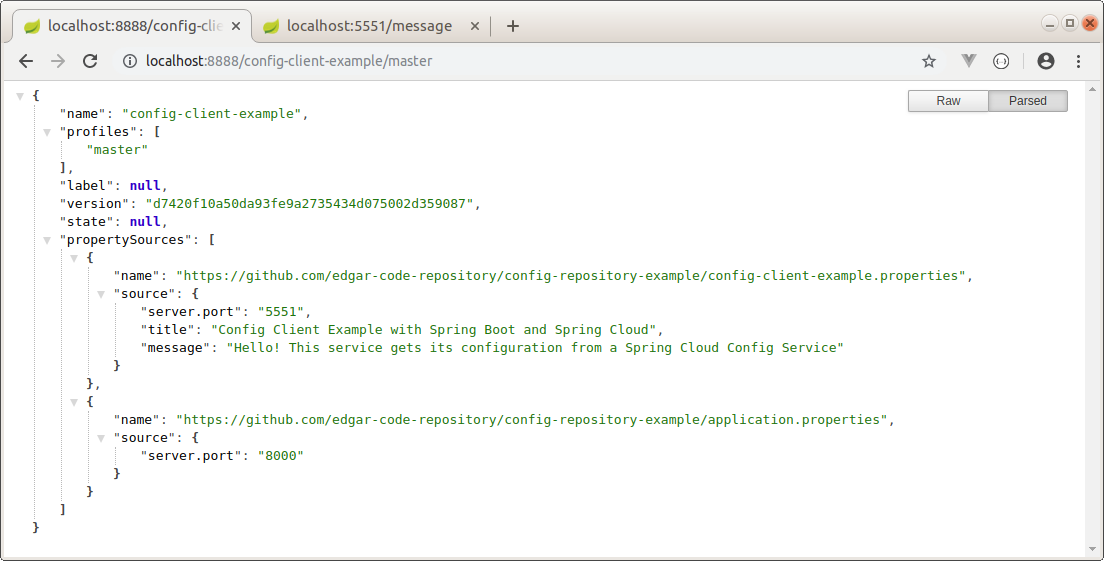 localhost:8888/config-clie
localhost:5551/message
localhost:8888/config-client-example/master
Raw
Parsed
{
"name": "config-client-example",
"profiles": [
"master"
],
"label": null,
"version": "d7420f10a50da93fe9a2735434d075002d359087",
"state": null,
"propertySources": [
{
"name": "https://github.com/edgar-code-repository/config-repository-example/config-client-example.properties",
"source": {
"server.port": "5551",
"title": "Config Client Example with Spring Boot and Spring Cloud",
"message": "Hello! This service gets its configuration from a Spring Cloud Config Service"
}
},
{
"name": "https://github.com/edgar-code-repository/config-repository-example/application.properties",
"source": {
"server.port": "8000"
}
}
]
}